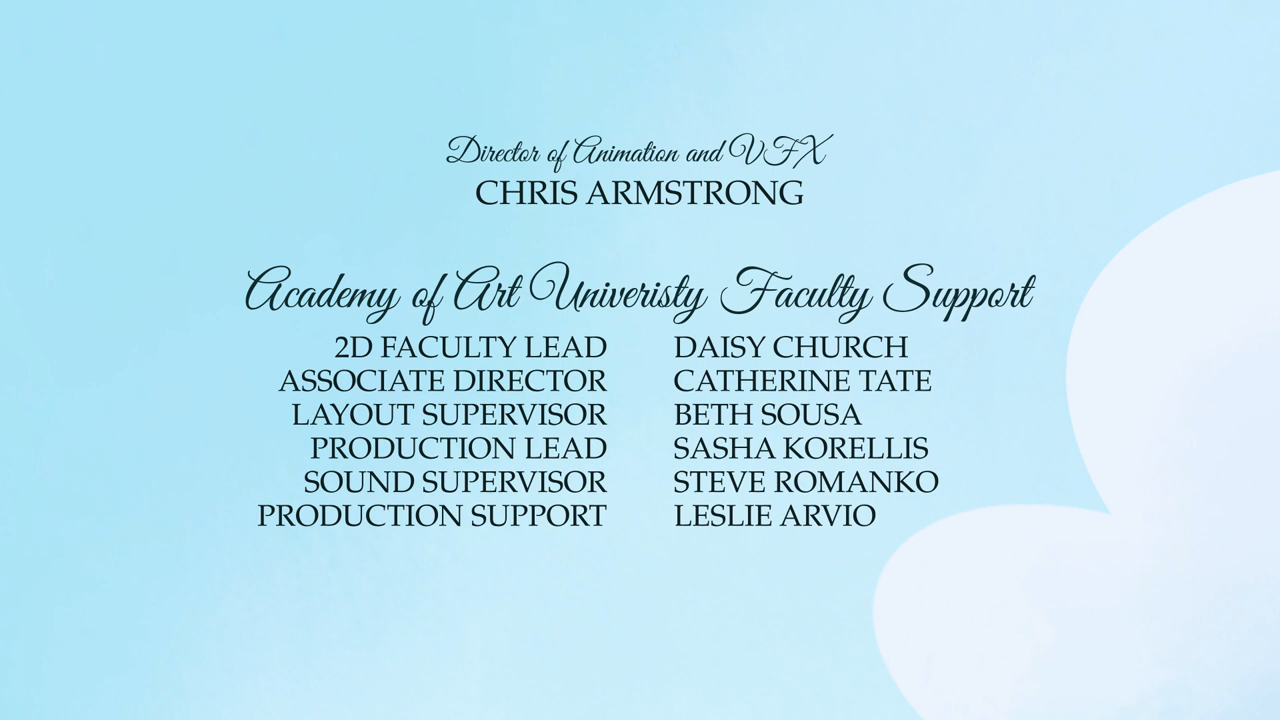 Director of Animation and VFX
CHRIS ARMSTRONG
Academy of Art Univeristy Faculty Support
2D FACULTY LEAD DAISY CHURCH
ASSOCIATE DIRECTOR CATHERINE TATE
LAYOUT SUPERVISOR BETH SOUSA
PRODUCTION LEAD SASHA KORELLIS
SOUND SUPERVISOR STEVE ROMANKO
PRODUCTION SUPPORT LESLIE ARVIO